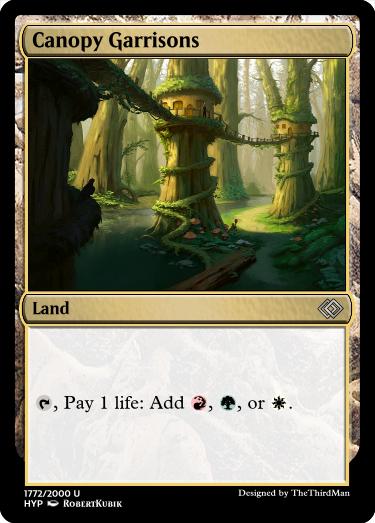 Canopy Garrisons
Land
, Pay 1 life: Add , , or .
1772/2000 U
HYP RobertKubik
Designed by TheThirdMan